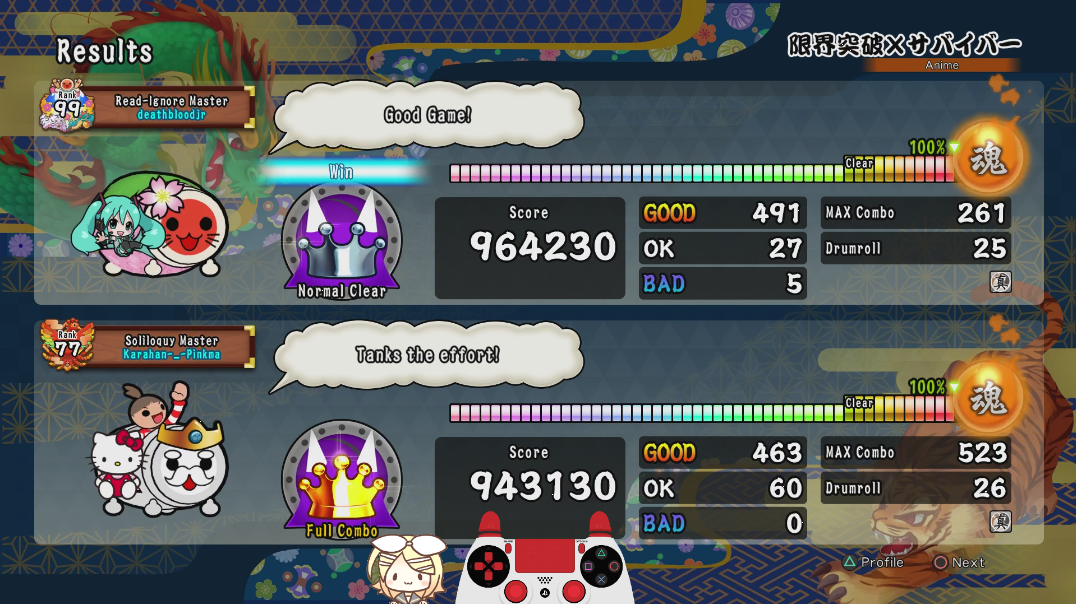 Results
限界突破×サバイバー
Anime
Rank
99
Read-Ignore Master
deathbloodjr
Good Game!
Win
Clear
100%
魂
Normal Clear
Score
964230
GOOD 491
OK 27
BAD 5
MAX Combo 261
Drumroll 25
真
Rank
77
Soliloquy Master
Karahan-_-Pinkma
Tanks the effort!
Clear
100%
魂
Full Combo
Score
943130
GOOD 463
OK 60
BAD 0
MAX Combo 523
Drumroll 26
真
Profile
Next